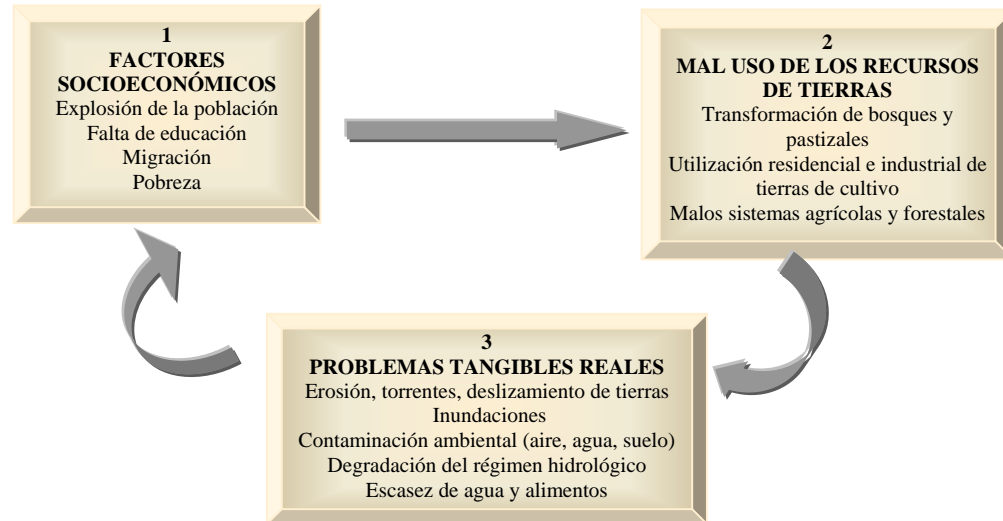 1
FACTORES
SOCIOECONÓMICOS
Explosión de la población
Falta de educación
Migración
Pobreza
2
MAL USO DE LOS RECURSOS
DE TIERRAS
Transformación de bosques y
pastizales
Utilización residencial e industrial de
tierras de cultivo
Malos sistemas agrícolas y forestales
3
PROBLEMAS TANGIBLES REALES
Erosión, torrentes, deslizamiento de tierras
Inundaciones
Contaminación ambiental (aire, agua, suelo)
Degradación del régimen hidrológico
Escasez de agua y alimentos